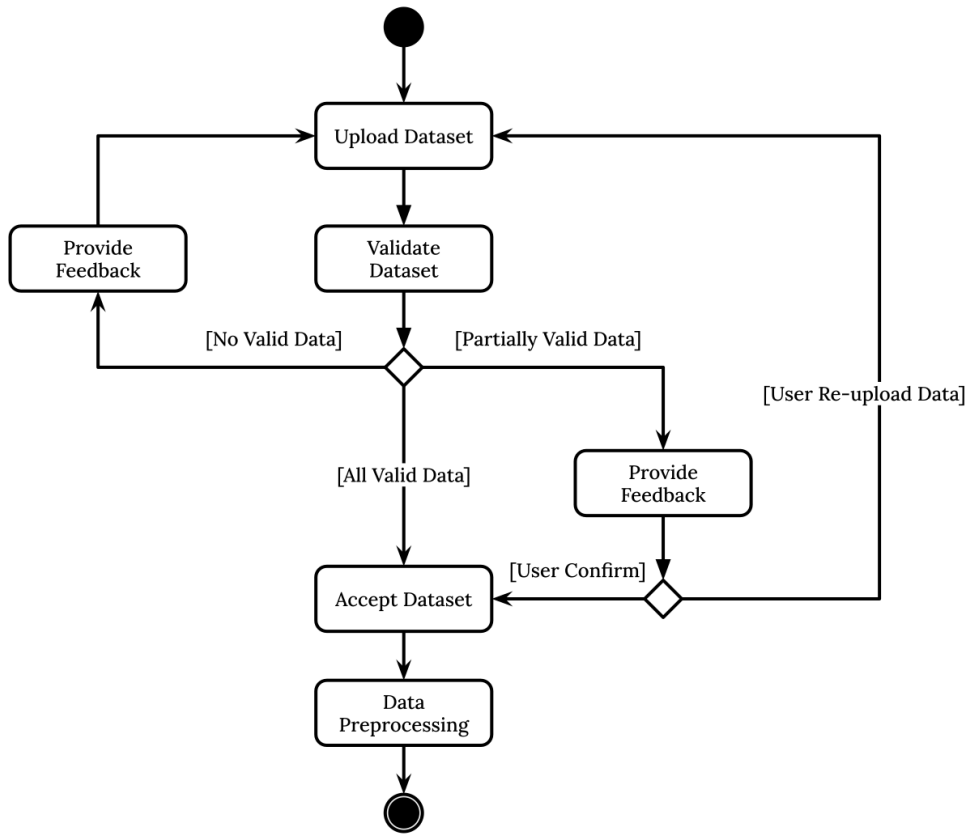 Upload Dataset
Provide
Feedback
Validate
Dataset
[No Valid Data]
[Partially Valid Data]
[User Re-upload Data]
[All Valid Data]
Provide
Feedback
[User Confirm]
Accept Dataset
Data
Preprocessing